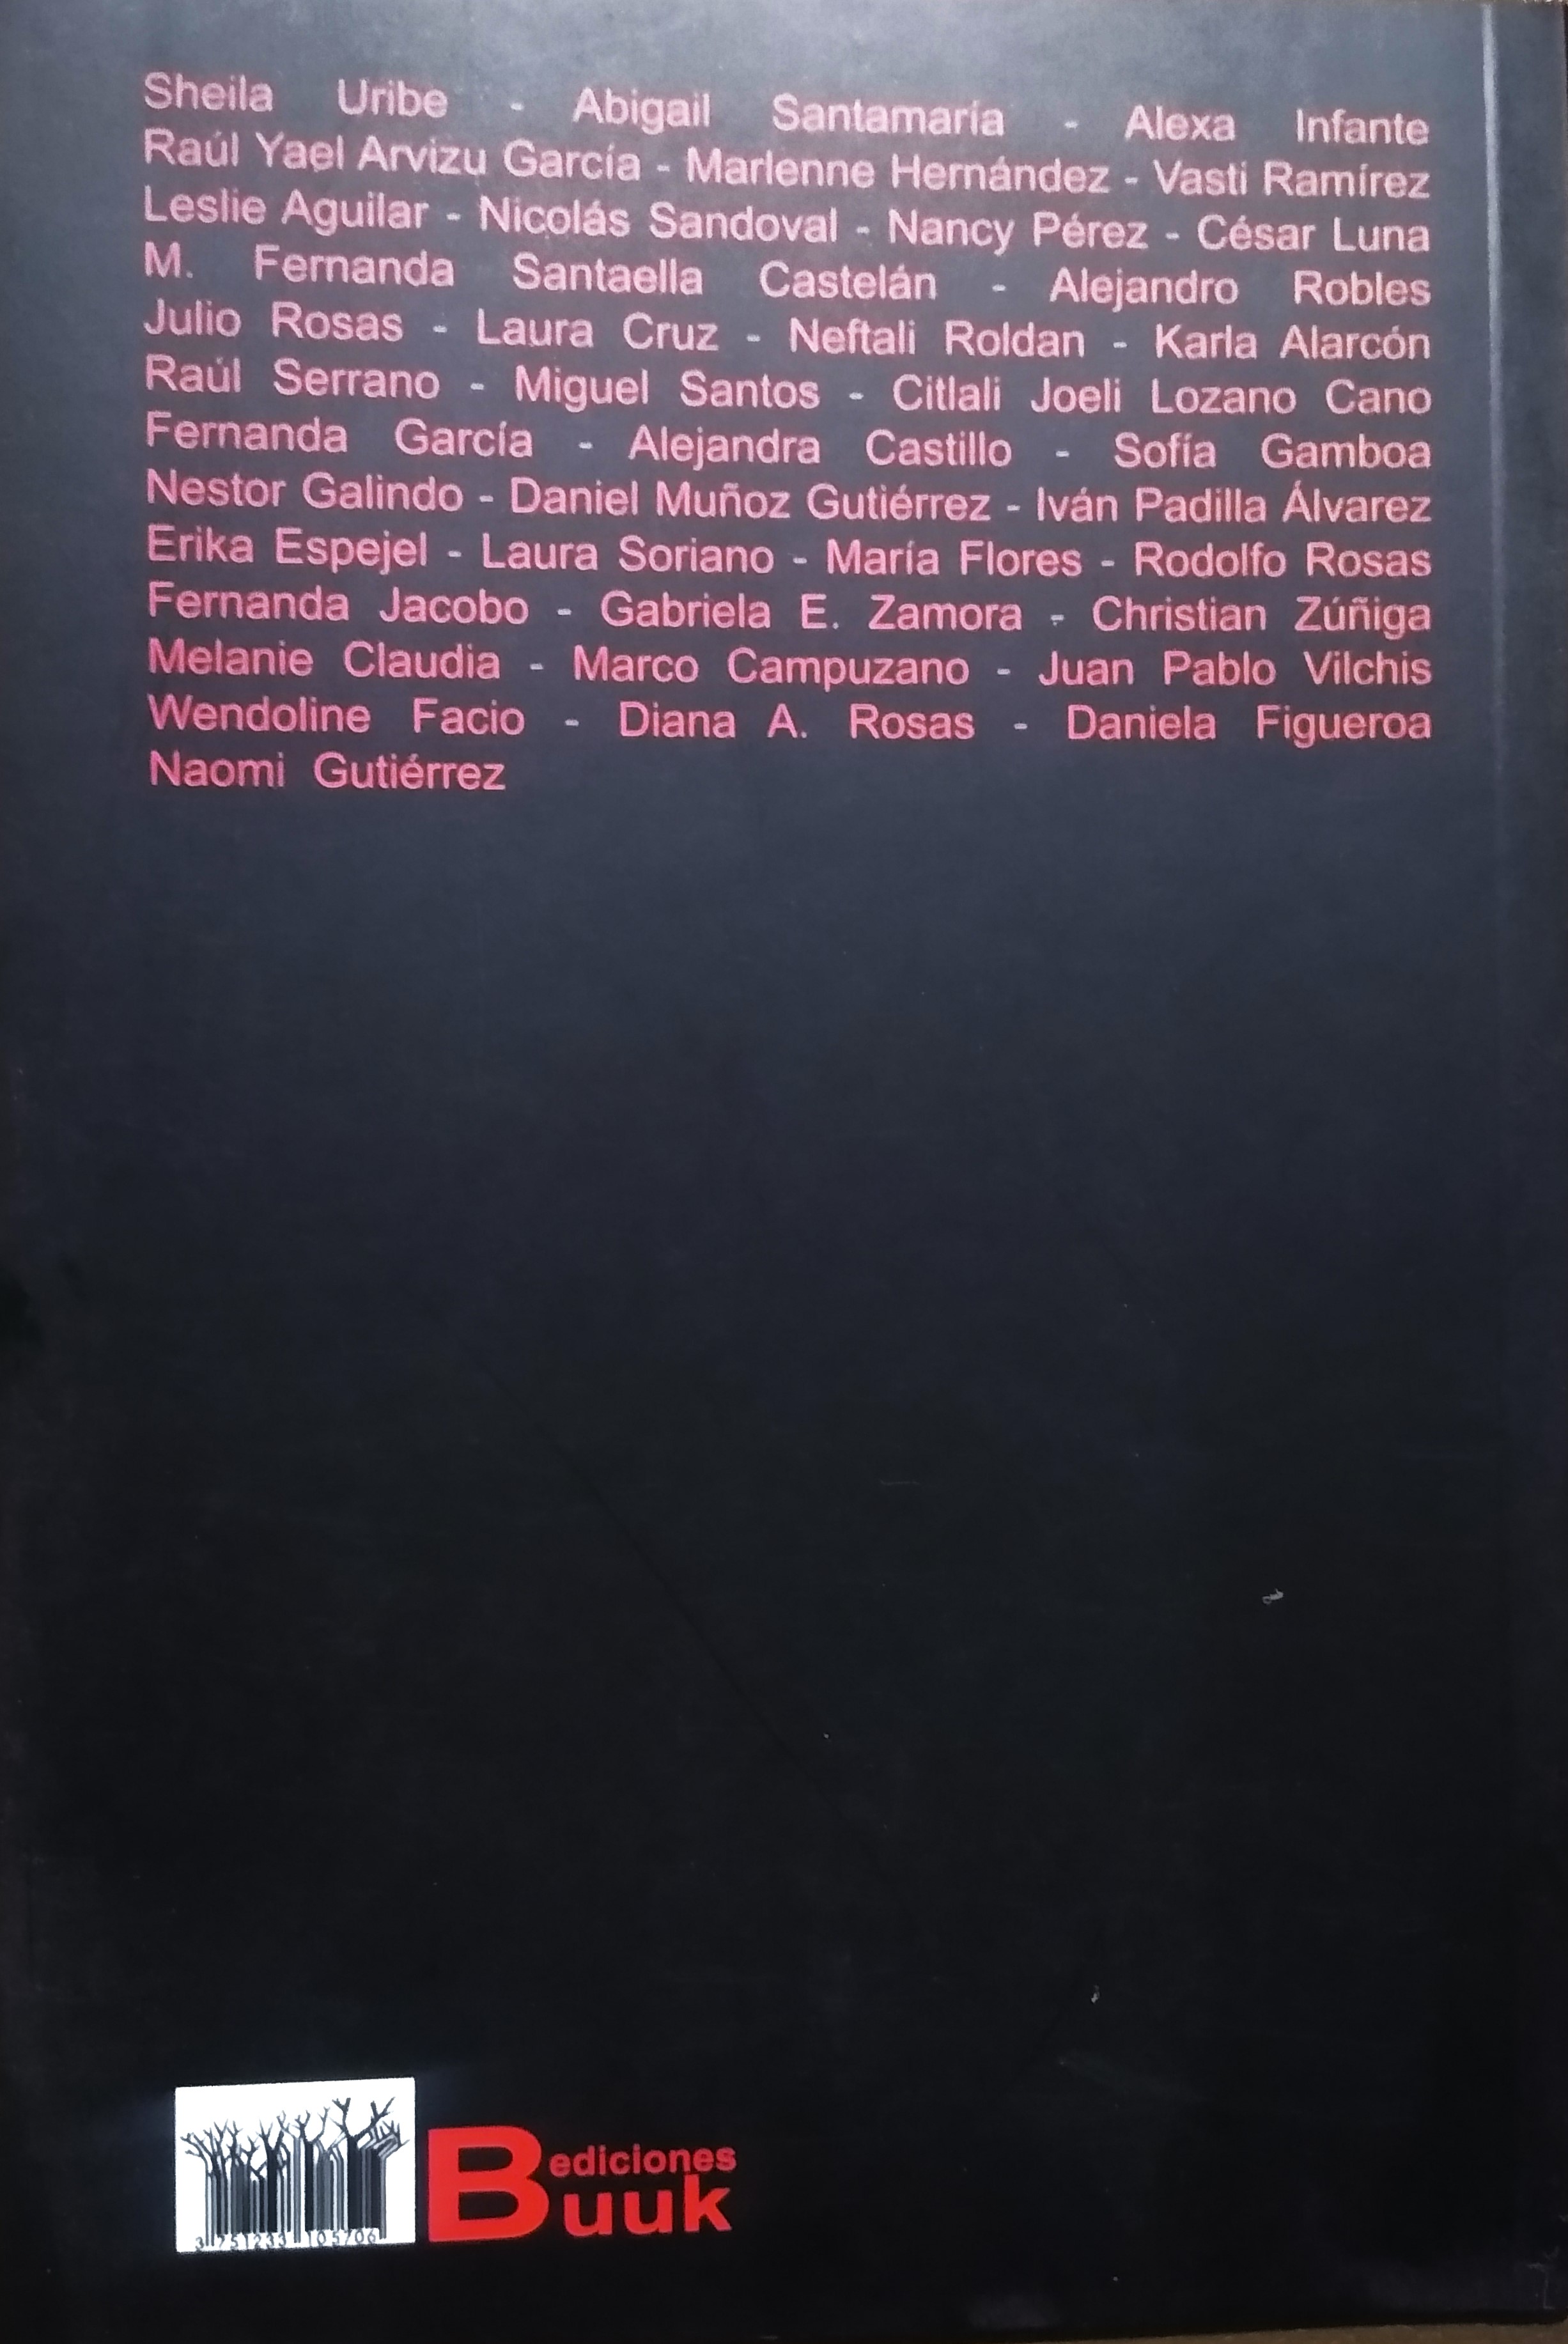 Sheila Uribe - Abigail Santamaría - Alexa Infante
Raúl Yael Arvizu García - Marlenne Hernández - Vasti Ramírez
Leslie Aguilar - Nicolás Sandoval - Nancy Pérez - César Luna
M. Fernanda Santaella Castelán - Alejandro Robles
Julio Rosas - Laura Cruz - Neftali Roldan - Karla Alarcón
Raúl Serrano - Miguel Santos - Citlali Joeli Lozano Cano
Fernanda García - Alejandra Castillo - Sofía Gamboa
Nestor Galindo - Daniel Muñoz Gutiérrez - Iván Padilla Álvarez
Erika Espejel - Laura Soriano - María Flores - Rodolfo Rosas
Fernanda Jacobo - Gabriela E. Zamora - Christian Zúñiga
Melanie Claudia - Marco Campuzano - Juan Pablo Vilchis
Wendoline Facio - Diana A. Rosas - Daniela Figueroa
Naomi Gutiérrez
ediciones
Buuk
3 751233 105706